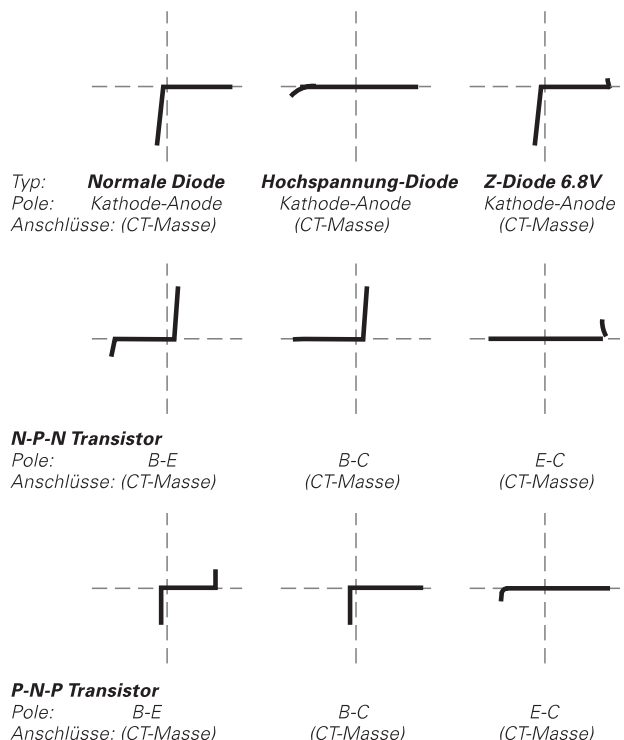 Typ: Normale Diode Hochspannung-Diode Z-Diode 6.8V
Pole: Kathode-Anode Kathode-Anode Kathode-Anode
Anschlüsse: (CT-Masse) (CT-Masse) (CT-Masse)
N-P-N Transistor
Pole: B-E B-C E-C
Anschlüsse: (CT-Masse) (CT-Masse) (CT-Masse)
P-N-P Transistor
Pole: B-E B-C E-C
Anschlüsse: (CT-Masse) (CT-Masse) (CT-Masse)